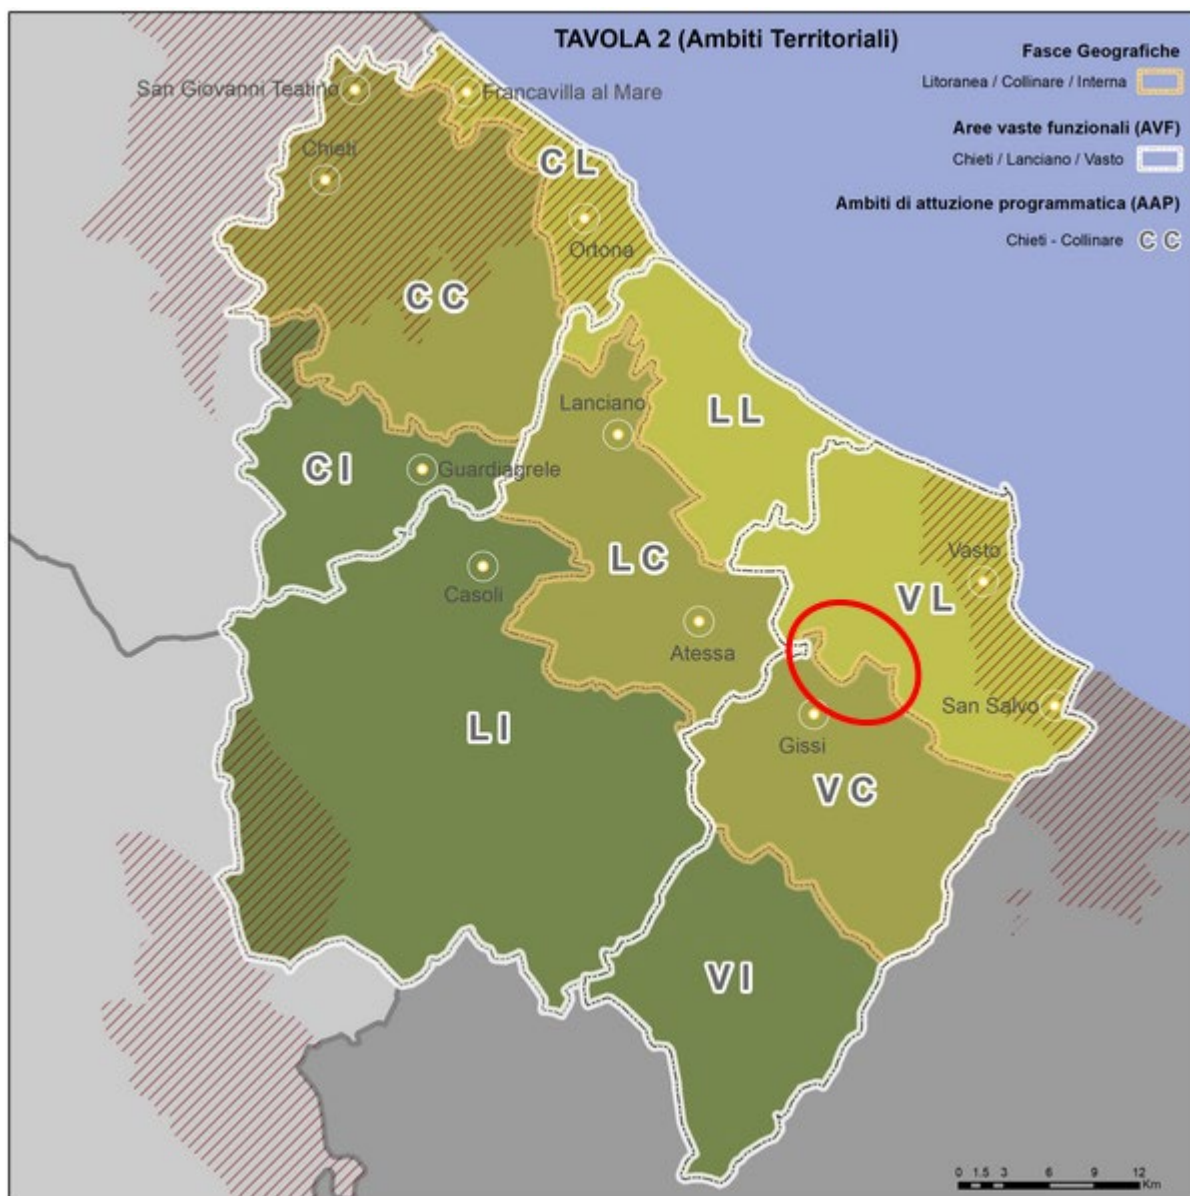 TAVOLA 2 (Ambiti Territoriali)
Fasce Geografiche
Litoranea / Collinare / Interna
Aree vaste funzionali (AVF)
Chieti / Lanciano / Vasto
Ambiti di attuzione programmatica (AAP)
Chieti - Collinare C C
San Giovanni Teatino
Francavilla al Mare
Chieti
C L
Ortona
C C
Lanciano
L L
C I
Guardiagrele
L C
Casoli
Vasto
V L
Atessa
San Salvo
L I
Gissi
V C
V I
0 1.5 3 6 9 12
Km